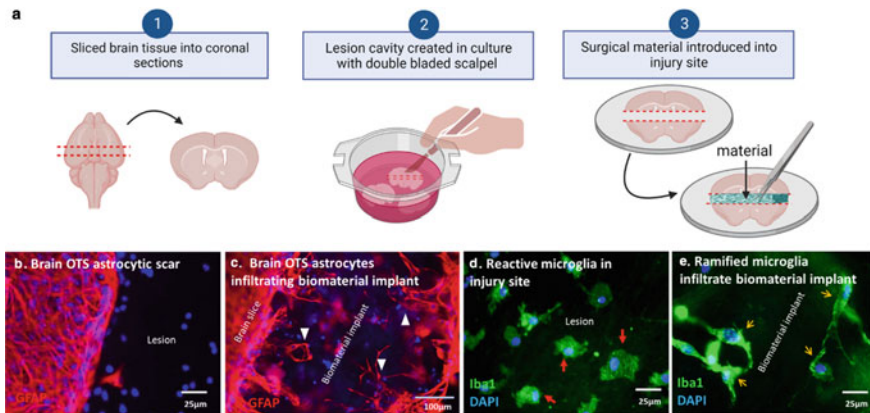 a
1
Sliced brain tissue into coronal
sections
2
Lesion cavity created in culture
with double bladed scalpel
3
Surgical material introduced into
injury site
material
b. Brain OTS astrocytic scar
Lesion
GFAP
25µm
c. Brain OTS astrocytes
infiltrating biomaterial implant
Brain slice
Biomaterial implant
GFAP
100µm
d. Reactive microglia in
injury site
Lesion
Iba1
DAPI
25µm
e. Ramified microglia
infiltrate biomaterial implant
Biomaterial implant
Iba1
DAPI
25µm